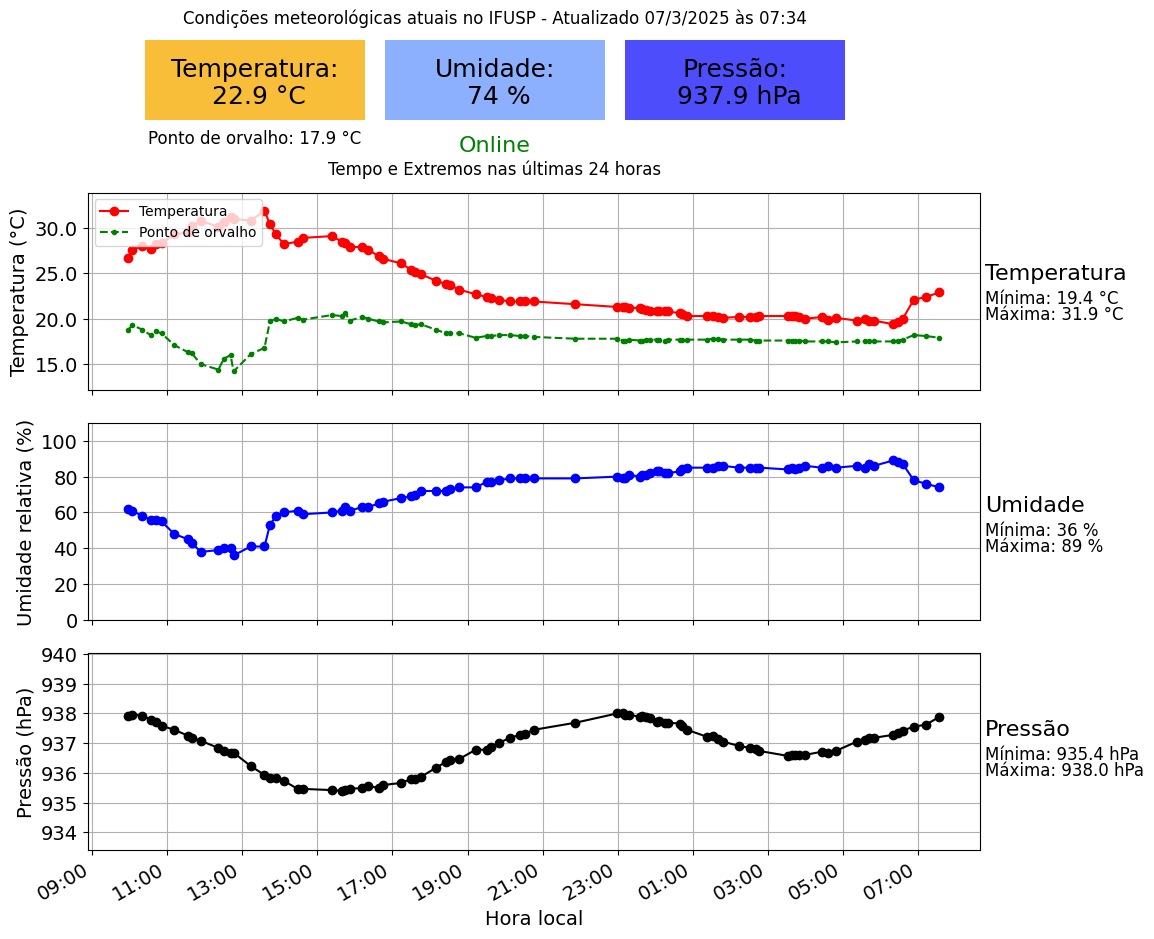 Condições meteorológicas atuais no IFUSP - Atualizado 07/3/2025 às 07:34
Temperatura:
22.9 °C
Umidade:
74 %
Pressão:
937.9 hPa
Ponto de orvalho: 17.9 °C
Online
Tempo e Extremos nas últimas 24 horas
Temperatura (°C)
30.0
25.0
20.0
15.0
Temperatura
Ponto de orvalho
Temperatura
Mínima: 19.4 °C
Máxima: 31.9 °C
Umidade relativa (%)
100
80
60
40
20
0
Umidade
Mínima: 36 %
Máxima: 89 %
Pressão (hPa)
940
939
938
937
936
935
934
Pressão
Mínima: 935.4 hPa
Máxima: 938.0 hPa
09:00
11:00
13:00
15:00
17:00
19:00
21:00
23:00
01:00
03:00
05:00
07:00
Hora local